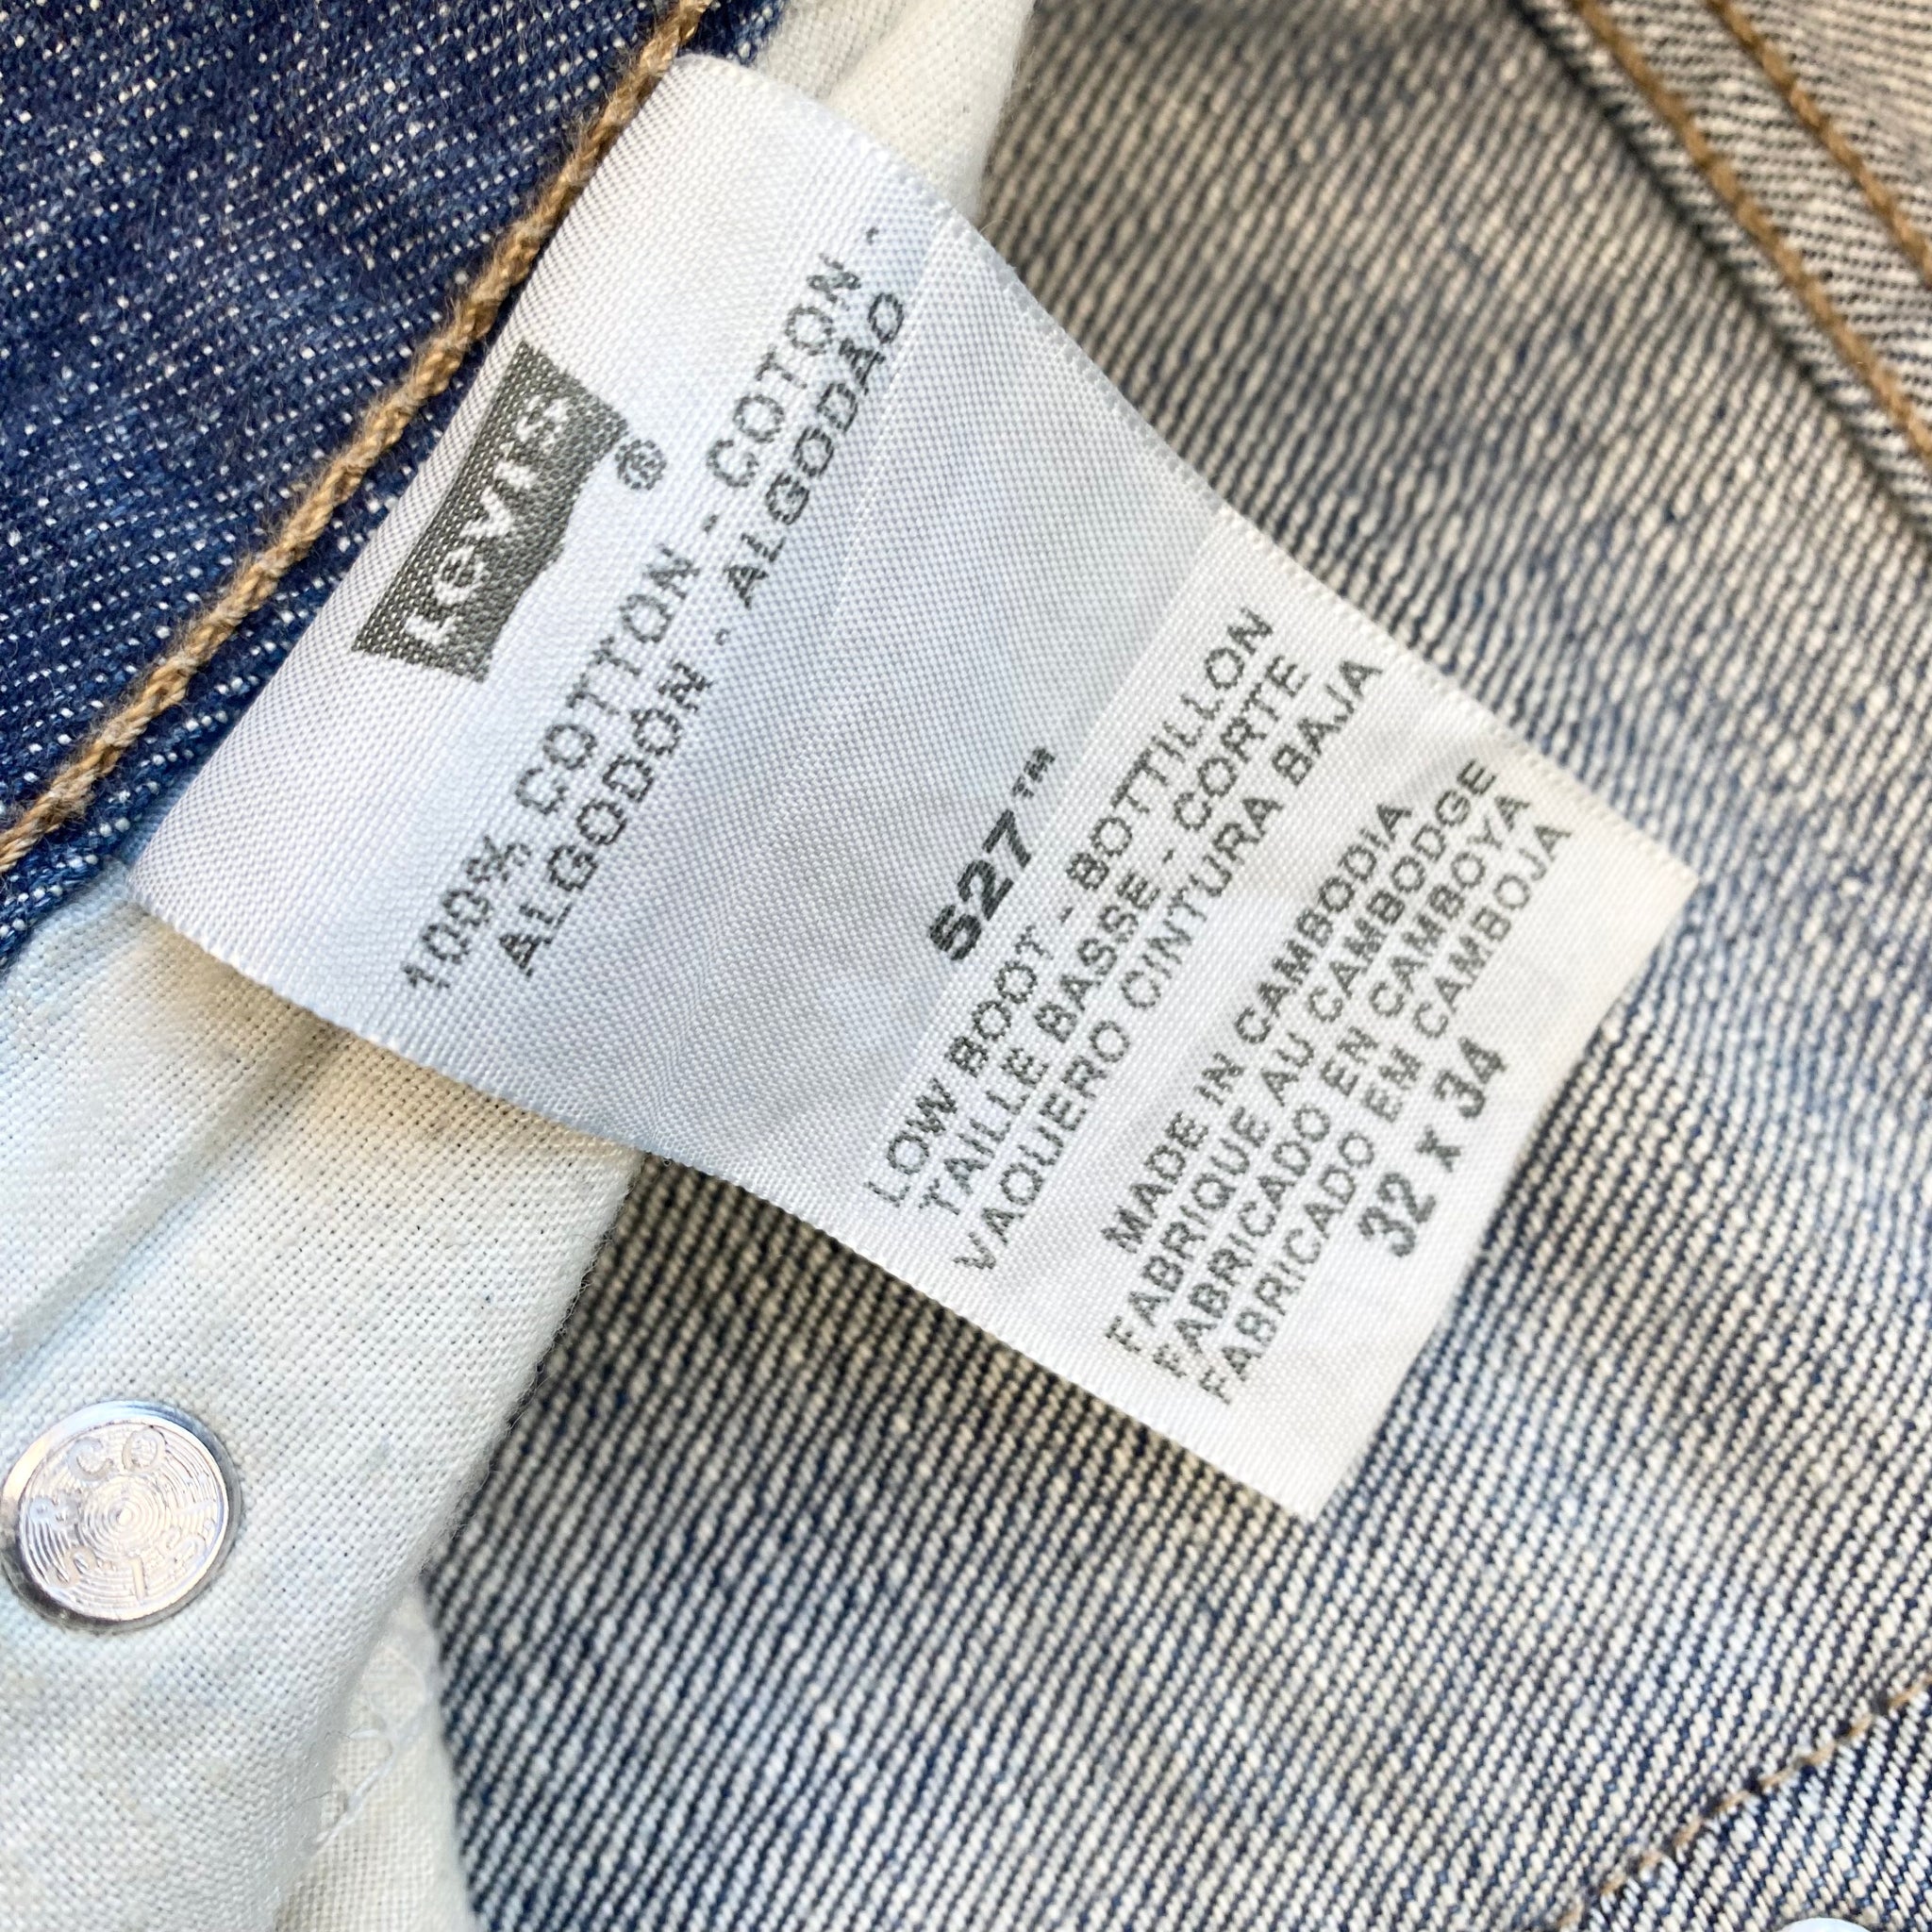 Levi's ®
100% COTTON - COTON -
ALGODÓN - ALGODAO
527™
LOW BOOT - BOTTILLON
TAILLE BASSE - CORTE
VAQUERO CINTURA BAJA
MADE IN CAMBODIA
FABRIQUE AU CAMBODGE
FABRICADO EN CAMBOYA
FABRICADO EM CAMBOJA
32 x 34